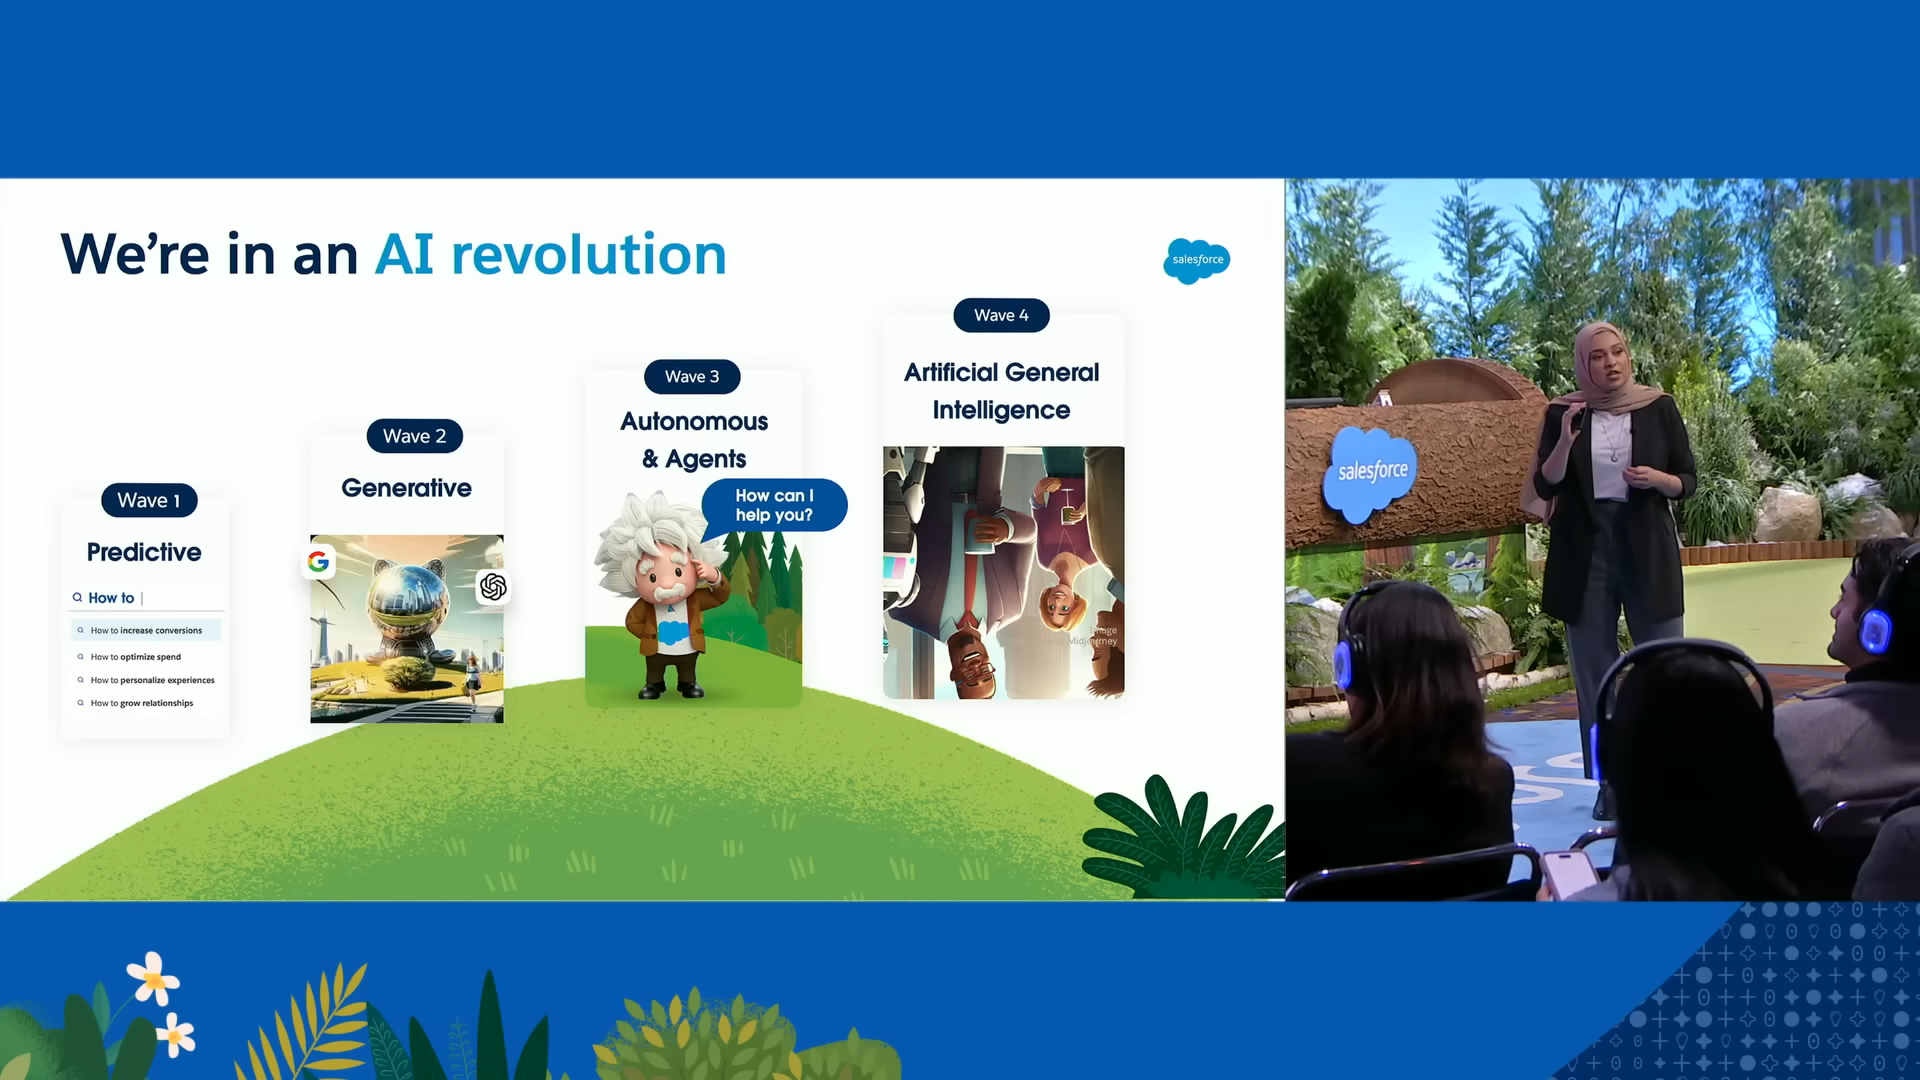 We're in an AI revolution
salesforce
Wave 1
Predictive
How to
How to increase conversions
How to optimize spend
How to personalize experiences
How to grow relationships
Wave 2
Generative
G
Wave 3
Autonomous
& Agents
How can I
help you?
Wave 4
Artificial General
Intelligence
Image
Midjourney
salesforce